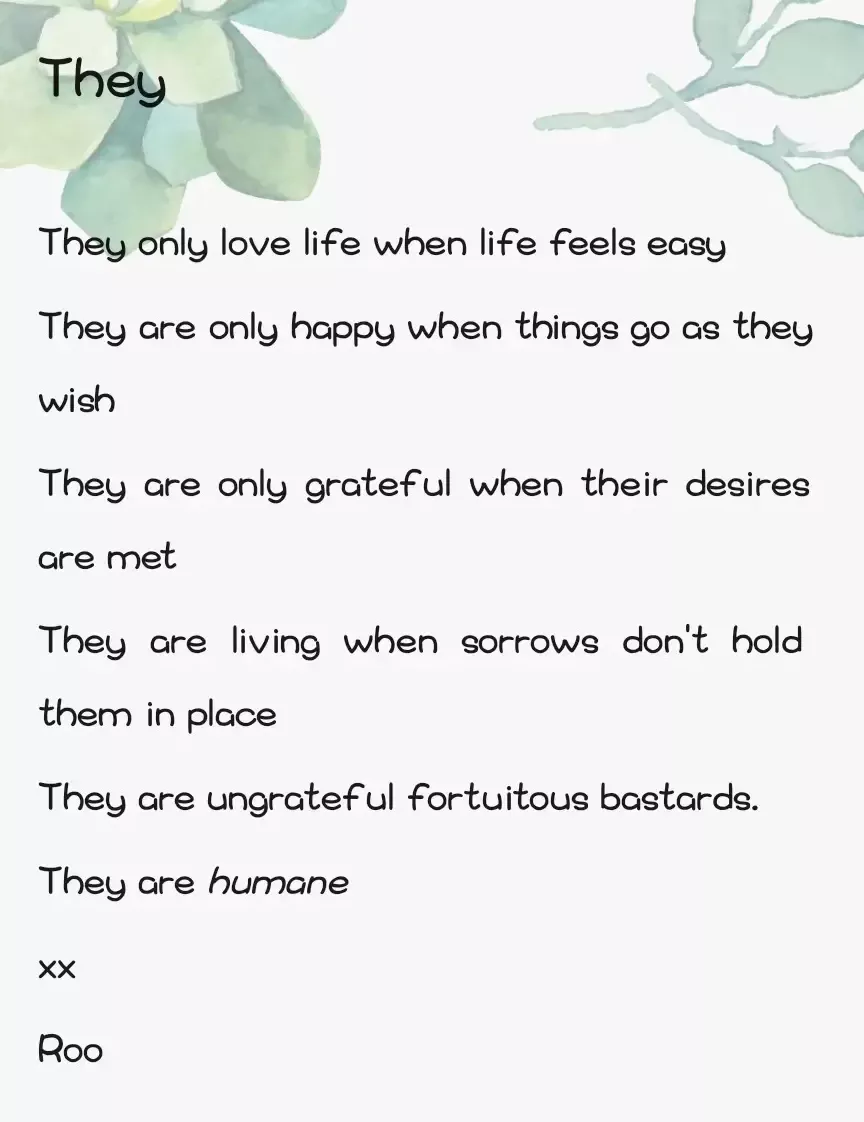 They
They only love life when life feels easy
They are only happy when things go as they
wish
They are only grateful when their desires
are met
They are living when sorrows don't hold
them in place
They are ungrateful fortuitous bastards.
They are humane
xx
Roo